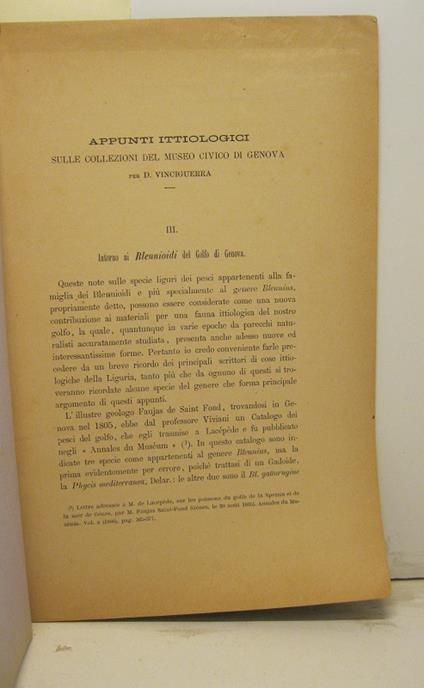 APPUNTI ITTIOLOGICI
SULLE COLLEZIONI DEL MUSEO CIVICO DI GENOVA
PER D. VINCIGUERRA
III.
Intorno ai Blennioidi del Golfo di Genova.
Queste note sulle specie liguri dei pesci appartenenti alla fa-
miglia dei Blennioidi e più specialmente al genere Blennius,
propriamente detto, possono essere considerate come una nuova
contribuzione ai materiali per una fauna ittiologica del nostro
golfo, la quale, quantunque in varie epoche da parecchi natu-
ralisti accuratamente studiata, presenta anche adesso nuove ed
interessantissime forme. Pertanto io credo conveniente farle pre-
cedere da un breve ricordo dei principali scrittori di cose ittio-
logiche della Liguria, tanto più che da ognuno di questi si tro-
veranno ricordate alcune specie del genere che forma principale
argomento di questi appunti.
L' illustre geologo Faujas de Saint Fond, trovandosi in Ge-
nova nel 1805, ebbe dal professore Viviani un Catalogo dei
pesci del golfo, che egli trasmise a Lacépède e fu pubblicato
negli « Annales du Muséum » (¹). In questo catalogo sono in-
dicate tre specie come appartenenti al genere Blennius, ma la
prima evidentemente per errore, poichè trattasi di un Gadoide,
la Phycis mediterranea, Delar.: le altre due sono il Bl. gattorugine
(¹) Lettre adressée à M. de Lacépède, sur les poissons du golfe de la Spezzia et de
la mer de Gênes, par M. Faujas Saint-Fond Gênes, le 20 août 1805. Annales du Mu-
séum. Vol.